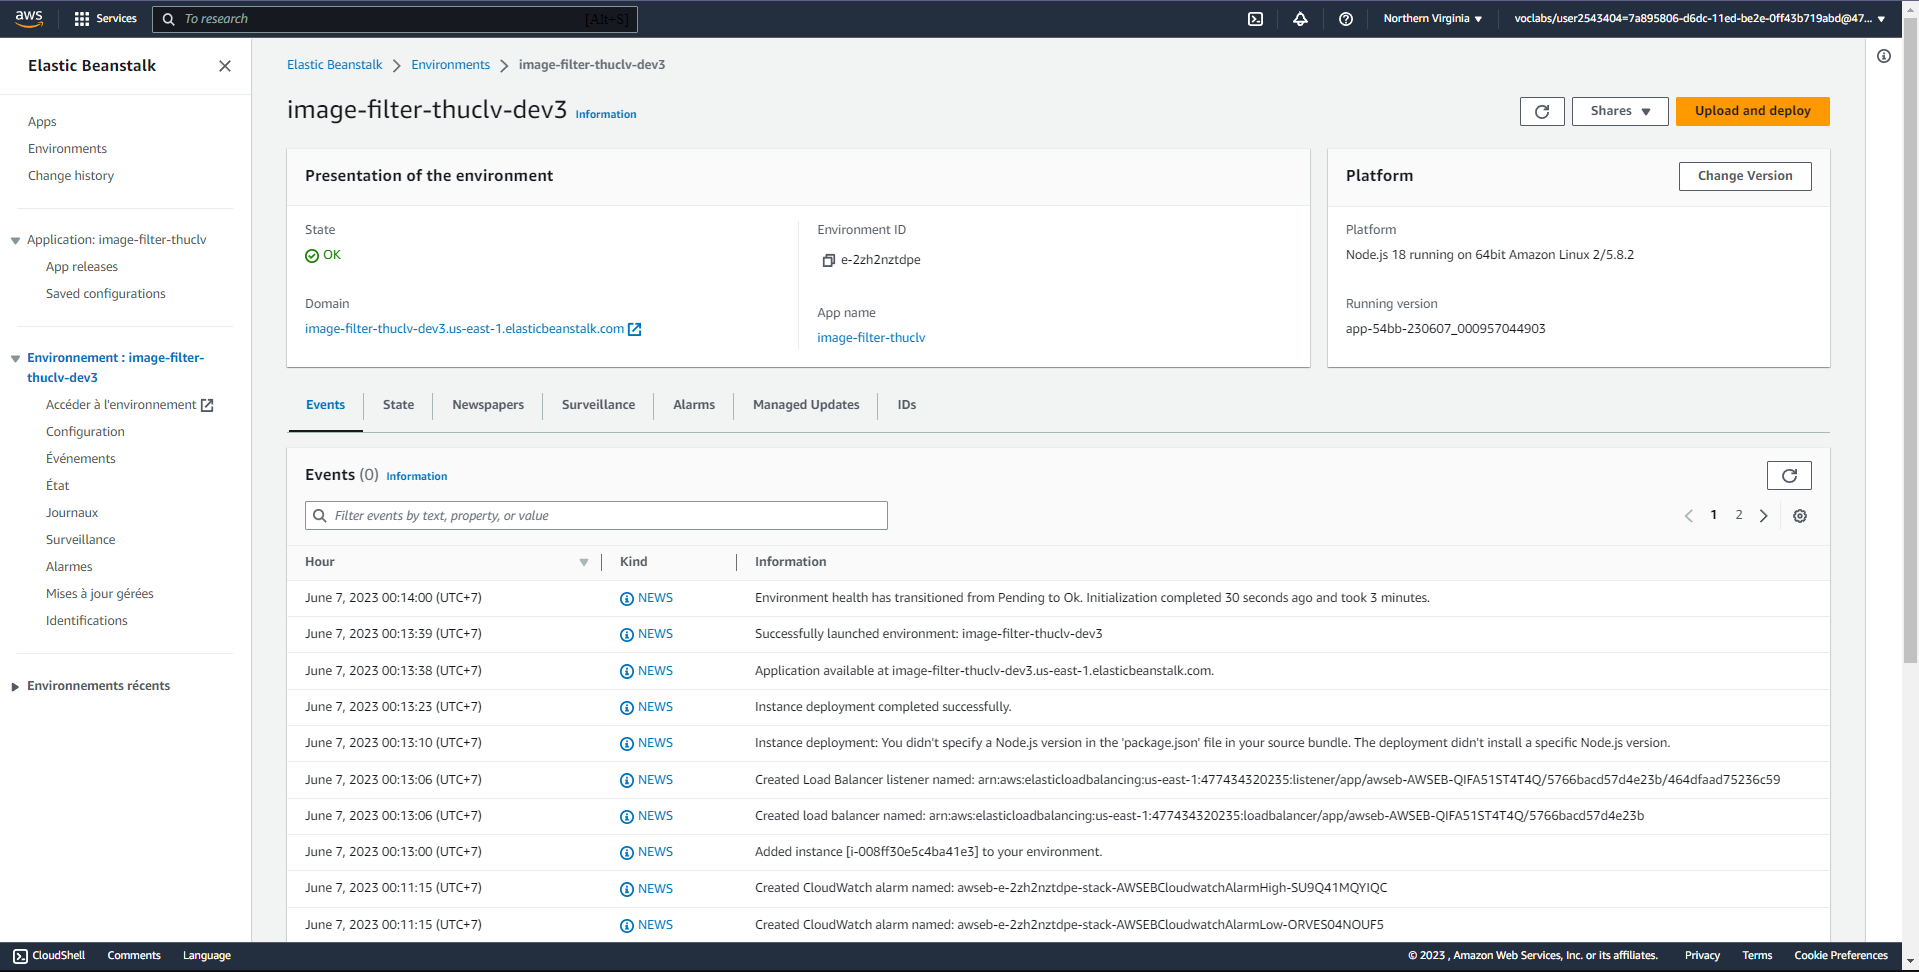 aws
Services
To research
[Alt+S]
Northern Virginia
voclabs/user2543404=7a895806-d6dc-11ed-be2e-0ff43b719abd@47...
Elastic Beanstalk
Apps
Environments
Change history
Application: image-filter-thuclv
App releases
Saved configurations
Environnement : image-filter-
thuclv-dev3
Accéder à l'environnement
Configuration
Événements
État
Journaux
Surveillance
Alarmes
Mises à jour gérées
Identifications
Environnements récents
Elastic Beanstalk
Environments
image-filter-thuclv-dev3
image-filter-thuclv-dev3 Information
Shares
Upload and deploy
Presentation of the environment
State
OK
Domain
image-filter-thuclv-dev3.us-east-1.elasticbeanstalk.com
Environment ID
e-2zh2nztdpe
App name
image-filter-thuclv
Platform
Change Version
Platform
Node.js 18 running on 64bit Amazon Linux 2/5.8.2
Running version
app-54bb-230607_000957044903
Events State Newspapers Surveillance Alarms Managed Updates IDs
Events (0) Information
Filter events by text, property, or value
1 2
Hour Kind Information
June 7, 2023 00:14:00 (UTC+7) NEWS Environment health has transitioned from Pending to Ok. Initialization completed 30 seconds ago and took 3 minutes.
June 7, 2023 00:13:39 (UTC+7) NEWS Successfully launched environment: image-filter-thuclv-dev3
June 7, 2023 00:13:38 (UTC+7) NEWS Application available at image-filter-thuclv-dev3.us-east-1.elasticbeanstalk.com.
June 7, 2023 00:13:23 (UTC+7) NEWS Instance deployment completed successfully.
June 7, 2023 00:13:10 (UTC+7) NEWS Instance deployment: You didn't specify a Node.js version in the 'package.json' file in your source bundle. The deployment didn't install a specific Node.js version.
June 7, 2023 00:13:06 (UTC+7) NEWS Created Load Balancer listener named: arn:aws:elasticloadbalancing:us-east-1:477434320235:listener/app/awseb-AWSEB-QIFA51ST4T4Q/5766bacd57d4e23b/464dfaad75236c59
June 7, 2023 00:13:06 (UTC+7) NEWS Created load balancer named: arn:aws:elasticloadbalancing:us-east-1:477434320235:loadbalancer/app/awseb-AWSEB-QIFA51ST4T4Q/5766bacd57d4e23b
June 7, 2023 00:13:00 (UTC+7) NEWS Added instance [i-008ff30e5c4ba41e3] to your environment.
June 7, 2023 00:11:15 (UTC+7) NEWS Created CloudWatch alarm named: awseb-e-2zh2nztdpe-stack-AWSEBCloudwatchAlarmHigh-SU9Q41MQYIQC
June 7, 2023 00:11:15 (UTC+7) NEWS Created CloudWatch alarm named: awseb-e-2zh2nztdpe-stack-AWSEBCloudwatchAlarmLow-ORVES04NOUF5
CloudShell Comments Language
© 2023 , Amazon Web Services, Inc. or its affiliates. Privacy Terms Cookie Preferences